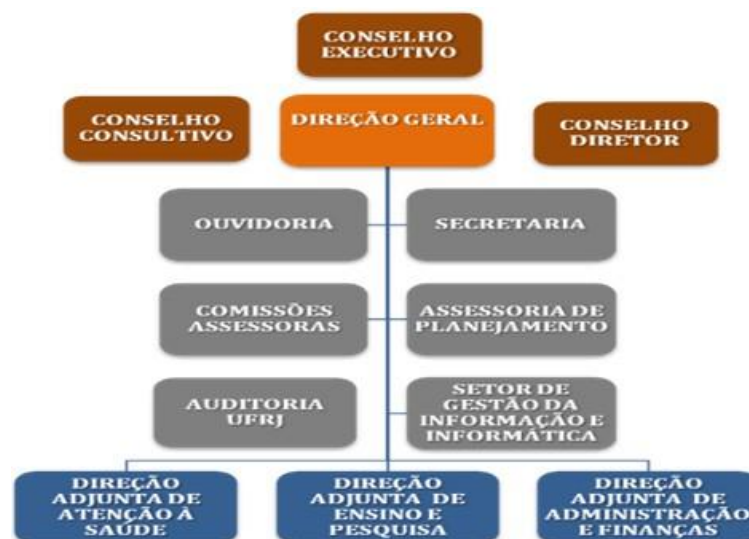 CONSELHO
EXECUTIVO
CONSELHO
CONSULTIVO
DIREÇÃO GERAL
CONSELHO
DIRETOR
OUVIDORIA
SECRETARIA
COMISSÕES
ASSESSORAS
ASSESSORIA DE
PLANEJAMENTO
AUDITORIA
UFRJ
SETOR DE
GESTÃO DA
INFORMAÇÃO E
INFORMÁTICA
DIREÇÃO
ADJUNTA DE
ATENÇÃO À
SAÚDE
DIREÇÃO
ADJUNTA DE
ENSINO E
PESQUISA
DIREÇÃO
ADJUNTA DE
ADMINISTRAÇÃO
E FINANÇAS